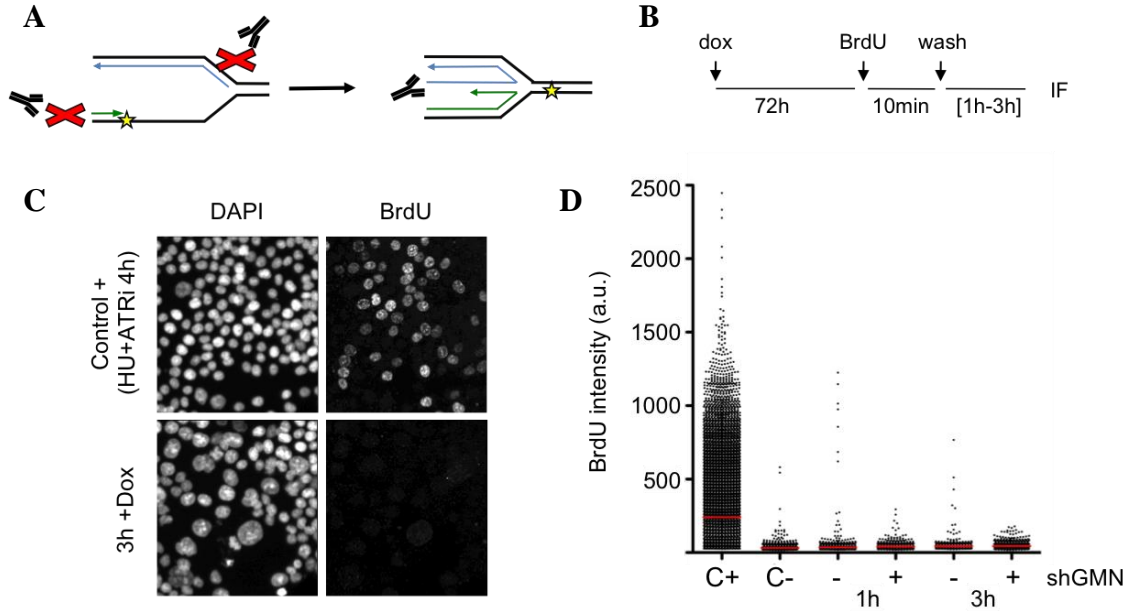 A
B
dox
BrdU
wash
72h
10min
[1h-3h]
IF
C
DAPI
BrdU
Control +
(HU+ATRi 4h)
3h +Dox
D
BrdU intensity (a.u.)
2500
2000
1500
1000
500
C+
C-
-
+
-
+
shGMN
1h
3h